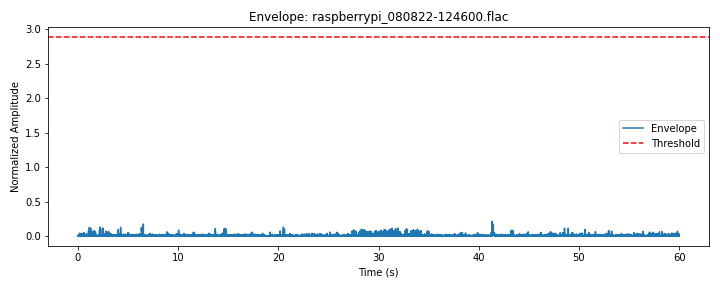 Envelope: raspberrypi_080822-124600.flac
3.0
2.5
2.0
1.5
1.0
0.5
0.0
Normalized Amplitude
Envelope
Threshold
0
10
20
30
40
50
60
Time (s)